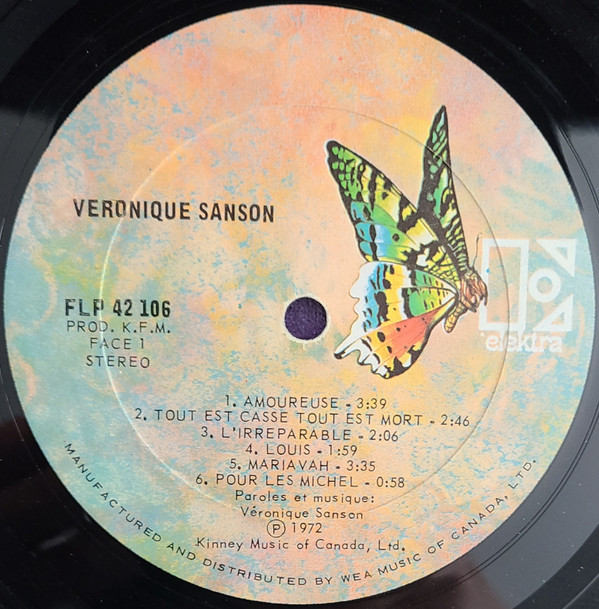 VERONIQUE SANSON
elektra
FLP 42 106
PROD. K.F.M.
FACE 1
STEREO
1. AMOUREUSE - 3:39
2. TOUT EST CASSE TOUT EST MORT - 2:46
3. L'IRREPARABLE - 2:06
4. LOUIS - 1:59
5. MARIAVAH - 3:35
6. POUR LES MICHEL - 0:58
Paroles et musique:
Véronique Sanson
Ⓟ 1972
Kinney Music of Canada, Ltd.
MANUFACTURED AND DISTRIBUTED BY WEA MUSIC OF CANADA, LTD.